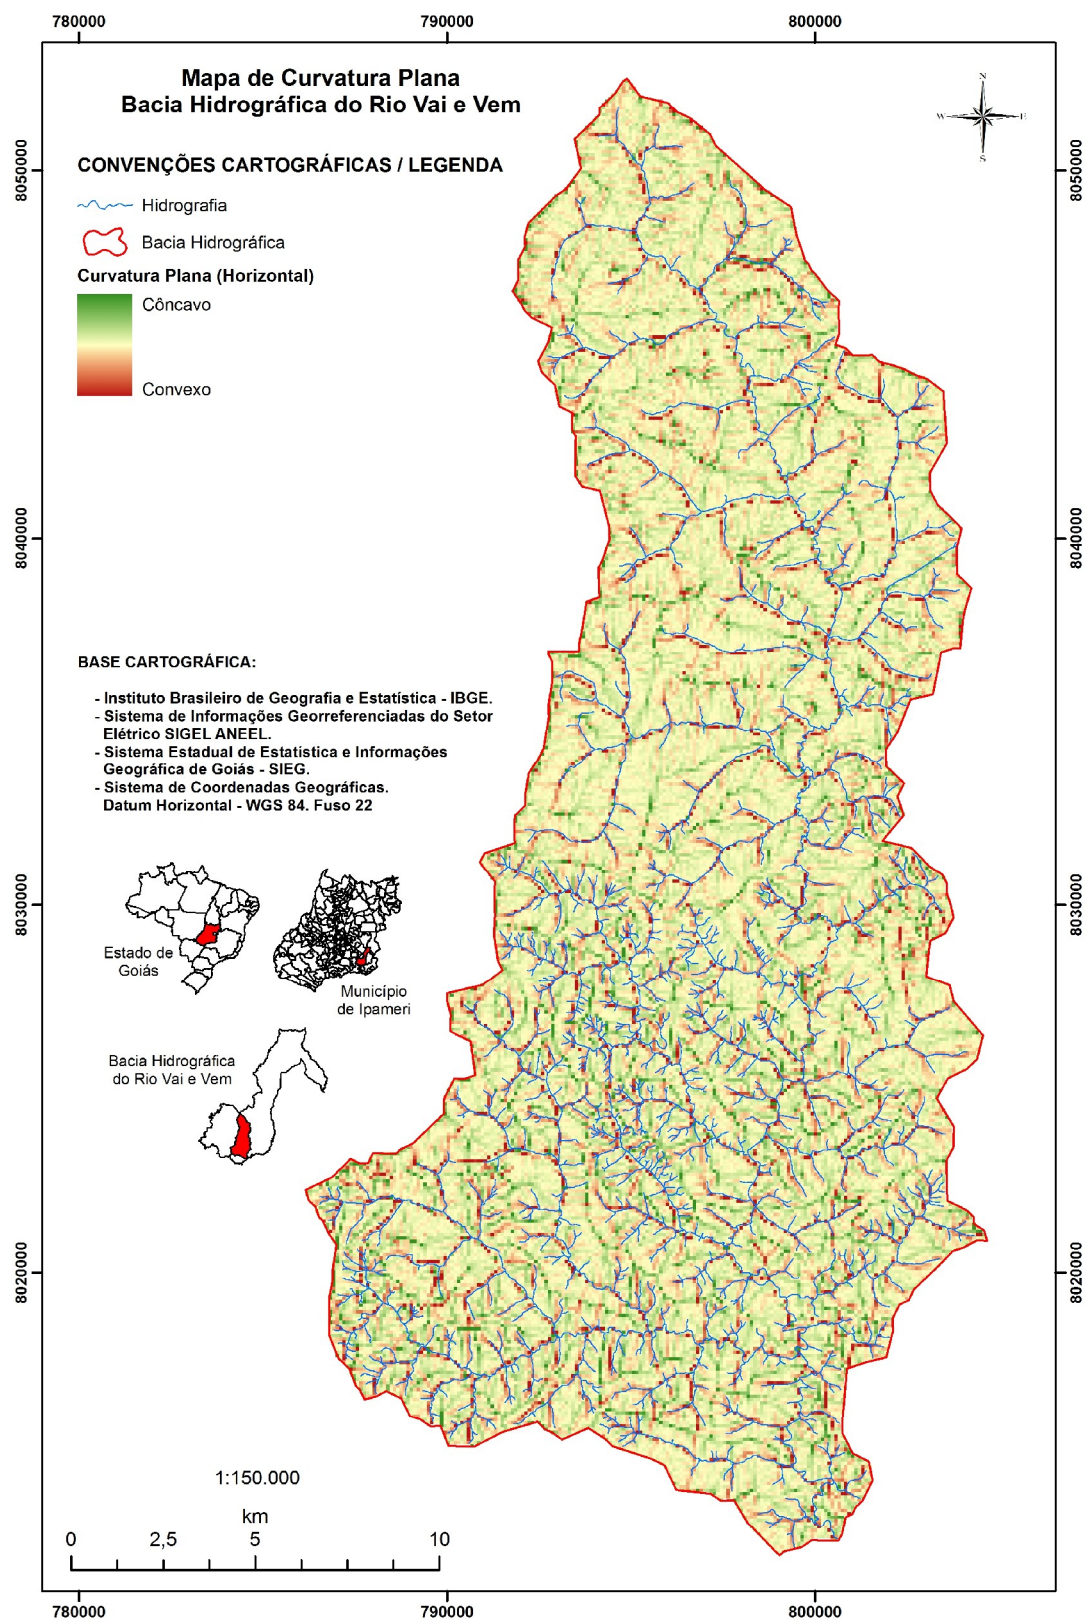 780000
790000
800000
Mapa de Curvatura Plana
Bacia Hidrográfica do Rio Vai e Vem
N
W
E
S
CONVENÇÕES CARTOGRÁFICAS / LEGENDA
Hidrografia
Bacia Hidrográfica
Curvatura Plana (Horizontal)
Côncavo
Convexo
8050000
8050000
8040000
8040000
BASE CARTOGRÁFICA:
- Instituto Brasileiro de Geografia e Estatística - IBGE.
- Sistema de Informações Georreferenciadas do Setor
Elétrico SIGEL ANEEL.
- Sistema Estadual de Estatística e Informações
Geográfica de Goiás - SIEG.
- Sistema de Coordenadas Geográficas.
Datum Horizontal - WGS 84. Fuso 22
8030000
8030000
Estado de
Goiás
Município
de Ipameri
Bacia Hidrográfica
do Rio Vai e Vem
8020000
8020000
1:150.000
km
0
2,5
5
10
780000
790000
800000